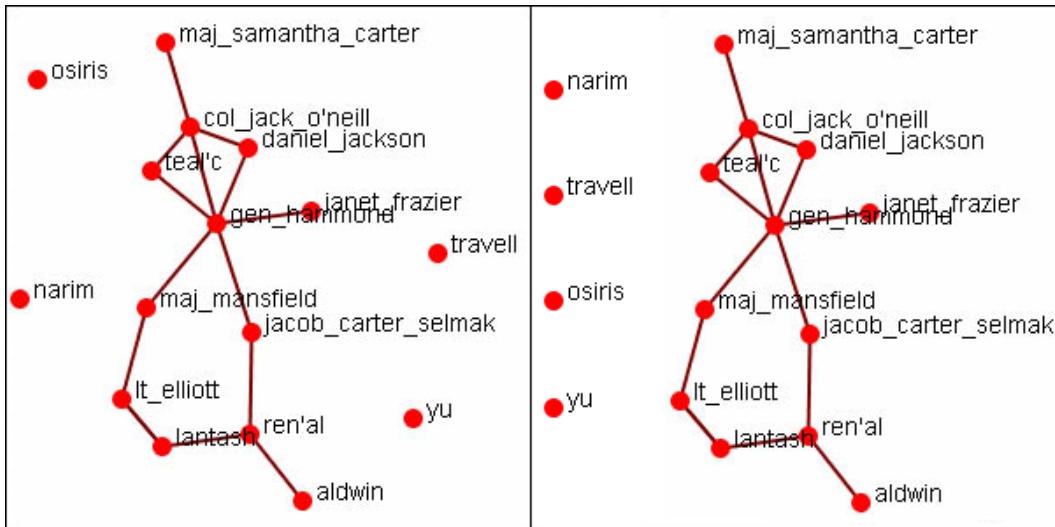 maj_samantha_carter
osiris
col_jack_o'neill
daniel_jackson
teal'c
janet_frazier
gen_hammond
travell
narim
maj_mansfield
jacob_carter_selmak
lt_elliott
yu
ren'al
lantash
aldwin
maj_samantha_carter
narim
col_jack_o'neill
daniel_jackson
teal'c
travell
janet_frazier
gen_hammond
osiris
maj_mansfield
jacob_carter_selmak
lt_elliott
yu
ren'al
lantash
aldwin